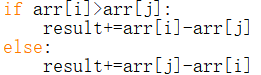 if arr[i]>arr[j]:
    result+=arr[i]-arr[j]
else:
    result+=arr[j]-arr[i]